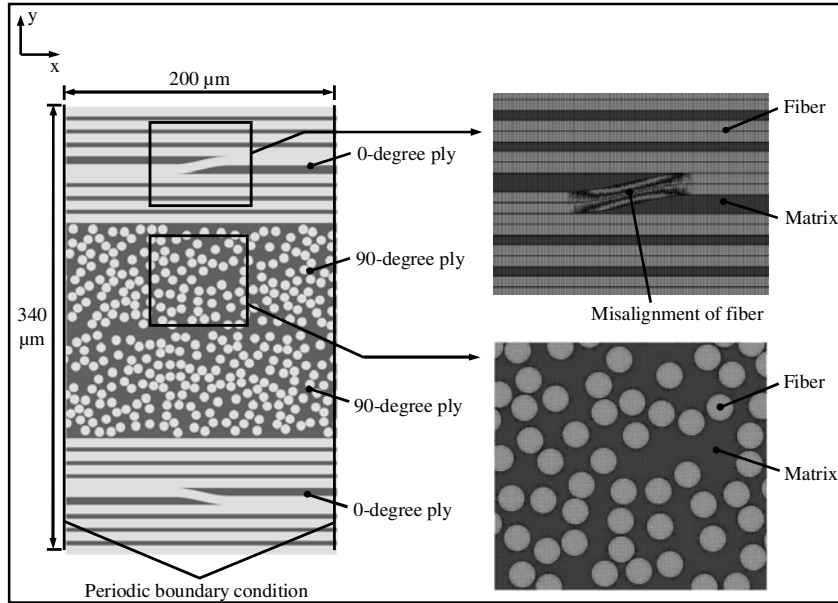 y
x
200 µm
340
µm
0-degree ply
90-degree ply
90-degree ply
0-degree ply
Periodic boundary condition
Fiber
Matrix
Misalignment of fiber
Fiber
Matrix